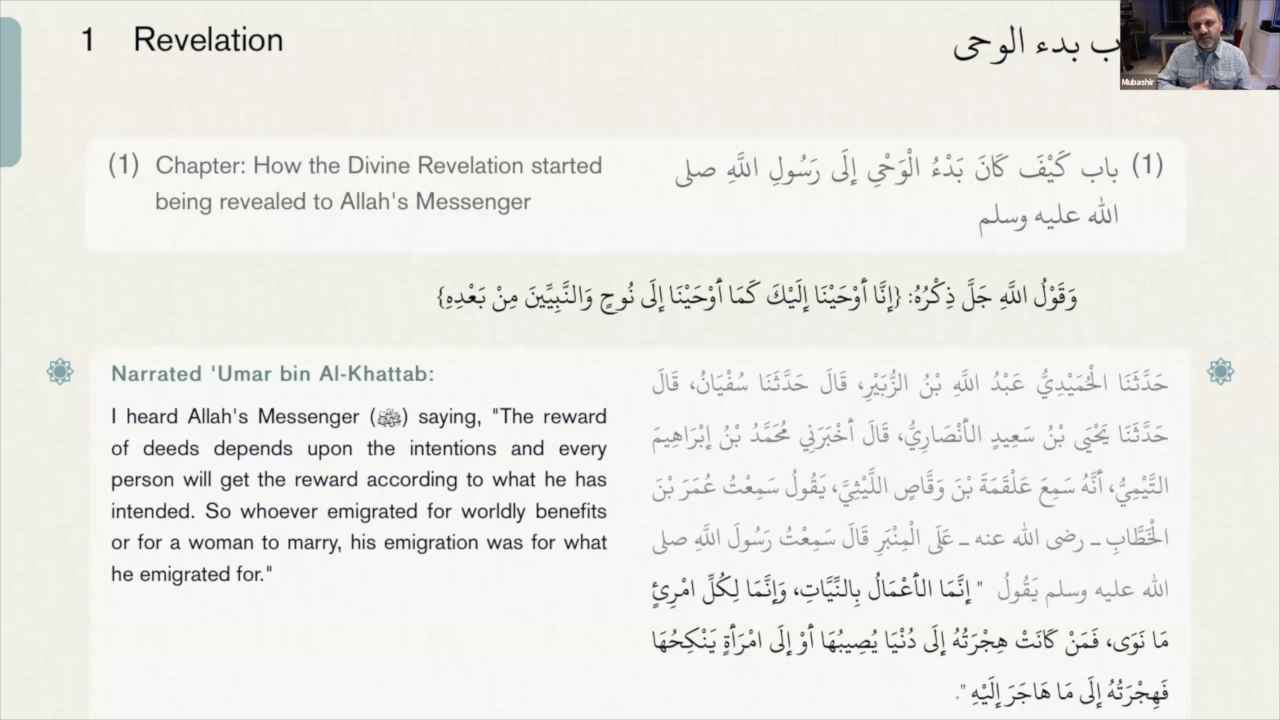 1 Revelation
ب بدء الوحى
Mubashir
(1) Chapter: How the Divine Revelation started
being revealed to Allah's Messenger
(1) باب كَيْفَ كَانَ بَدْءُ الْوَحْىِ إِلَى رَسُولِ اللَّهِ صلى
الله عليه وسلم
وَقَوْلُ اللَّهِ جَلَّ ذِكْرُهُ: {إِنَّا أَوْحَيْنَا إِلَيْكَ كَمَا أَوْحَيْنَا إِلَى نُوحٍ وَالنَّبِيِّينَ مِنْ بَعْدِهِ}
Narrated 'Umar bin Al-Khattab:
I heard Allah's Messenger (ﷺ) saying, "The reward
of deeds depends upon the intentions and every
person will get the reward according to what he has
intended. So whoever emigrated for worldly benefits
or for a woman to marry, his emigration was for what
he emigrated for."
حَدَّثَنَا الْحُمَيْدِيُّ عَبْدُ اللَّهِ بْنُ الزُّبَيْرِ، قَالَ حَدَّثَنَا سُفْيَانُ، قَالَ
حَدَّثَنَا يَحْيَى بْنُ سَعِيدٍ الأَنْصَارِيُّ، قَالَ أَخْبَرَنِي مُحَمَّدُ بْنُ إِبْرَاهِيمَ
التَّيْمِيُّ، أَنَّهُ سَمِعَ عَلْقَمَةَ بْنَ وَقَّاصٍ اللَّيْثِيَّ، يَقُولُ سَمِعْتُ عُمَرَ بْنَ
الْخَطَّابِ ـ رضى الله عنه ـ عَلَى الْمِنْبَرِ قَالَ سَمِعْتُ رَسُولَ اللَّهِ صلى
الله عليه وسلم يَقُولُ " إِنَّمَا الأَعْمَالُ بِالنِّيَّاتِ، وَإِنَّمَا لِكُلِّ امْرِئٍ
مَا نَوَى، فَمَنْ كَانَتْ هِجْرَتُهُ إِلَى دُنْيَا يُصِيبُهَا أَوْ إِلَى امْرَأَةٍ يَنْكِحُهَا
فَهِجْرَتُهُ إِلَى مَا هَاجَرَ إِلَيْهِ ".